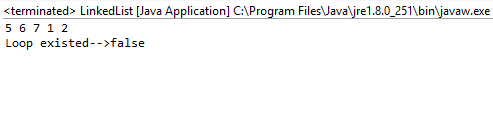 <terminated> LinkedList [Java Application] C:\Program Files\Java\jre1.8.0_251\bin\javaw.exe
5 6 7 1 2
Loop existed-->false